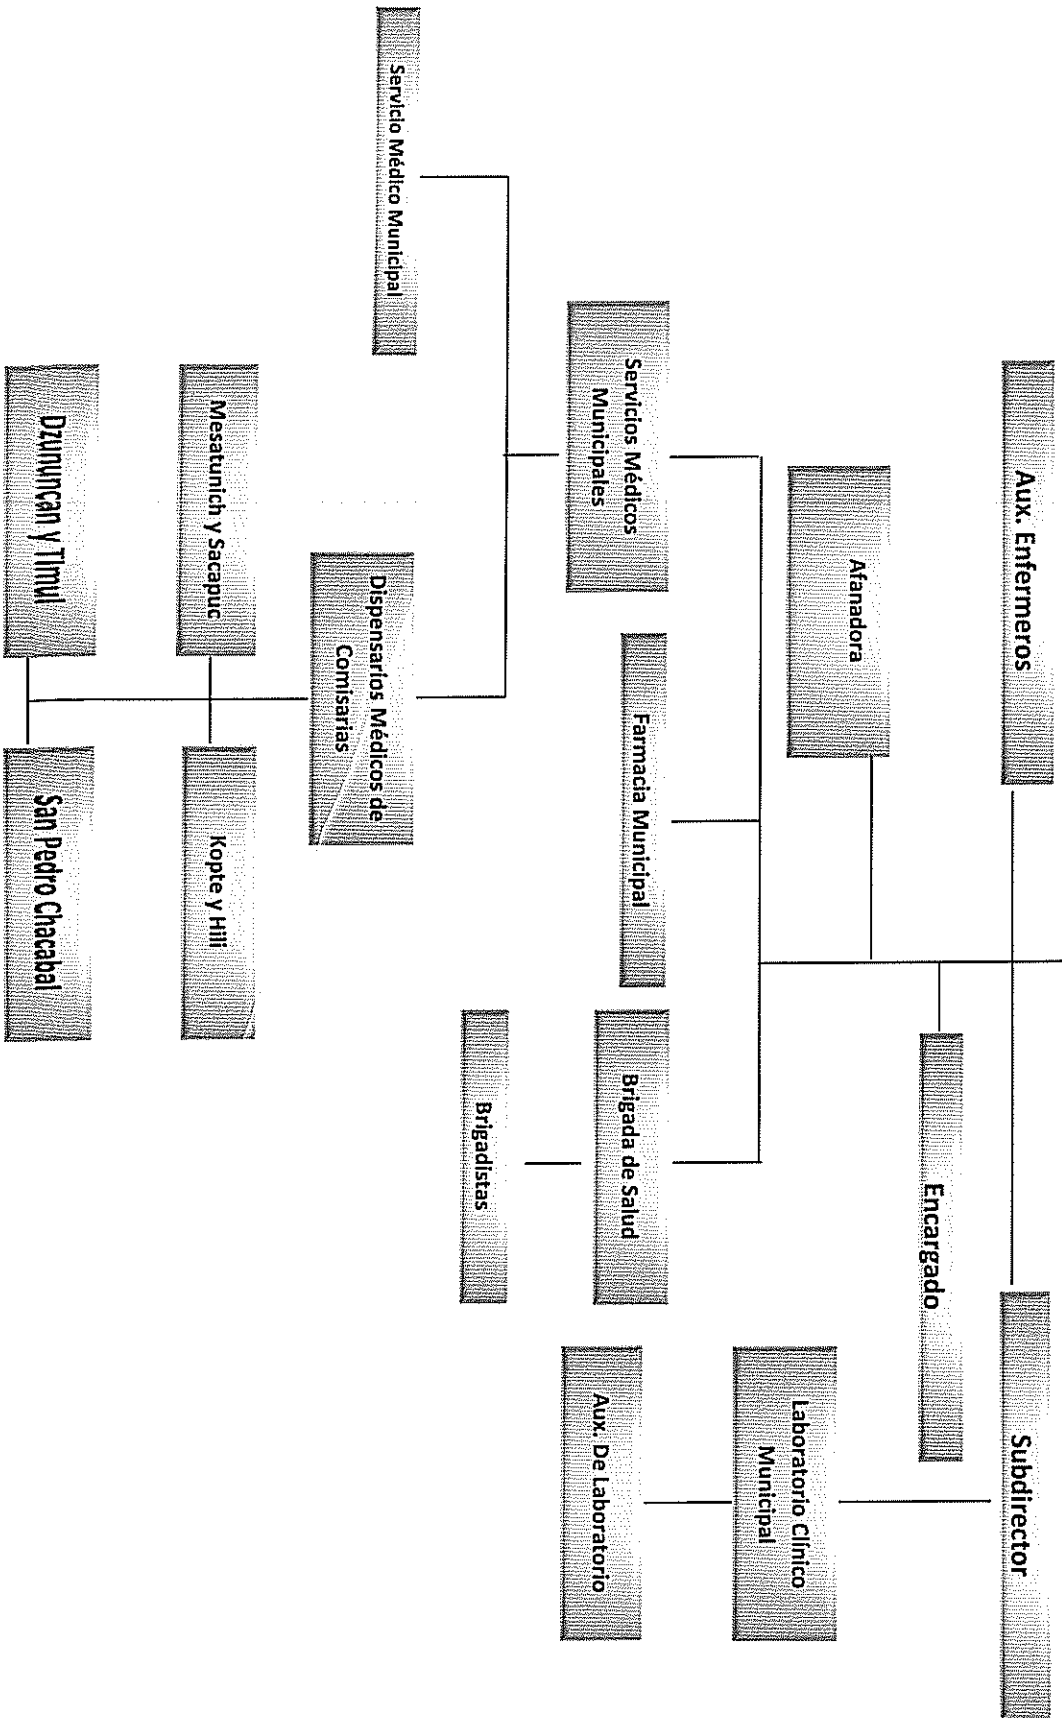 Aux. Enfermeros
Subdirector
Encargado
Afanadora
Laboratorio Clínico
Municipal
Servicios Médicos
Municipales
Farmacia Municipal
Brigada de Salud
Aux. De Laboratorio
Brigadistas
Servicio Médico Municipal
Dispensarios Médicos de
Comisarias
Mesatunich y Sacapuc
Kopte y Hili
Dzununcan y Timul
San Pedro Chacabal